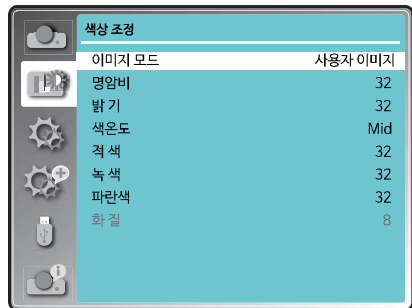 색상 조정
이미지 모드 사용자 이미지
명암비 32
밝 기 32
색온도 Mid
적 색 32
녹 색 32
파란색 32
화 질 8